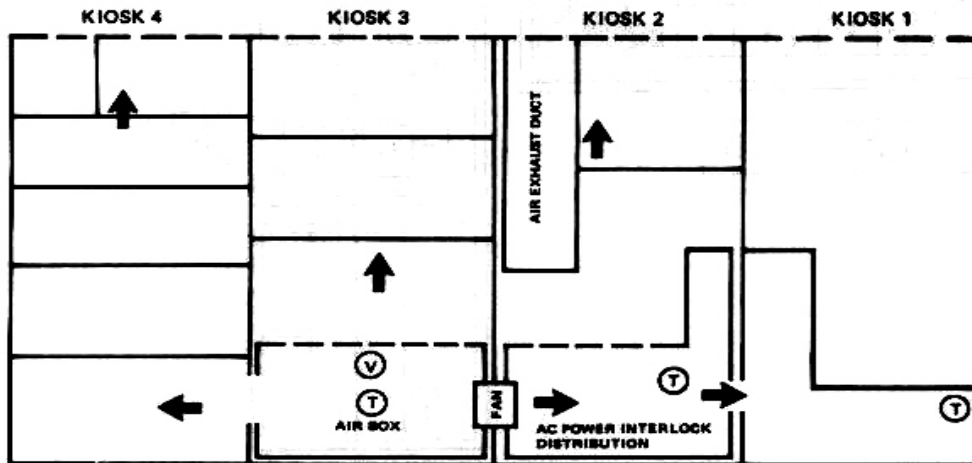 KIOSK 4
KIOSK 3
KIOSK 2
KIOSK 1
AIR EXHAUST DUCT
V
T
AIR BOX
FAN
T
AC POWER INTERLOCK
DISTRIBUTION
T